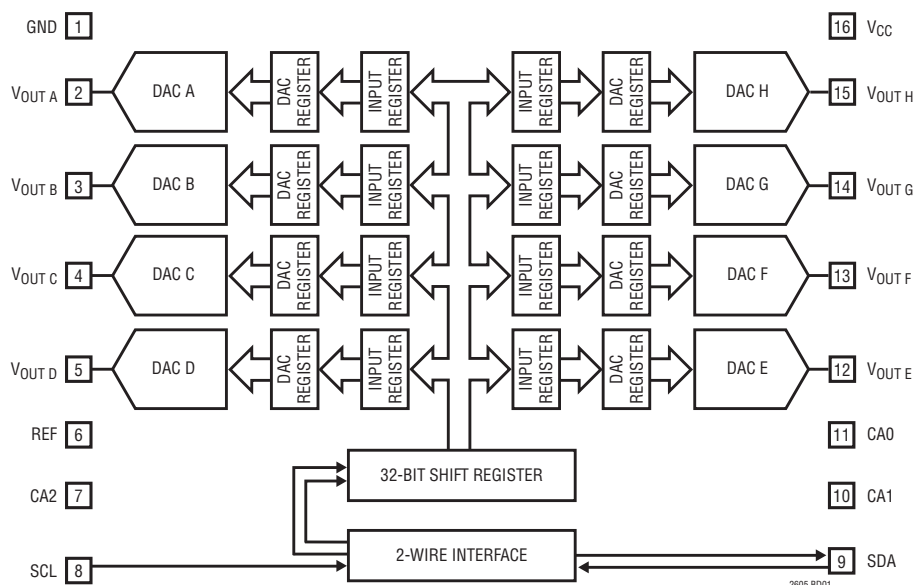 GND 1
16 VCC
VOUT A 2
DAC A
DAC REGISTER
INPUT REGISTER
INPUT REGISTER
DAC REGISTER
DAC H
15 VOUT H
VOUT B 3
DAC B
DAC REGISTER
INPUT REGISTER
INPUT REGISTER
DAC REGISTER
DAC G
14 VOUT G
VOUT C 4
DAC C
DAC REGISTER
INPUT REGISTER
INPUT REGISTER
DAC REGISTER
DAC F
13 VOUT F
VOUT D 5
DAC D
DAC REGISTER
INPUT REGISTER
INPUT REGISTER
DAC REGISTER
DAC E
12 VOUT E
REF 6
11 CA0
32-BIT SHIFT REGISTER
CA2 7
10 CA1
2-WIRE INTERFACE
SCL 8
9 SDA
2605 BD01